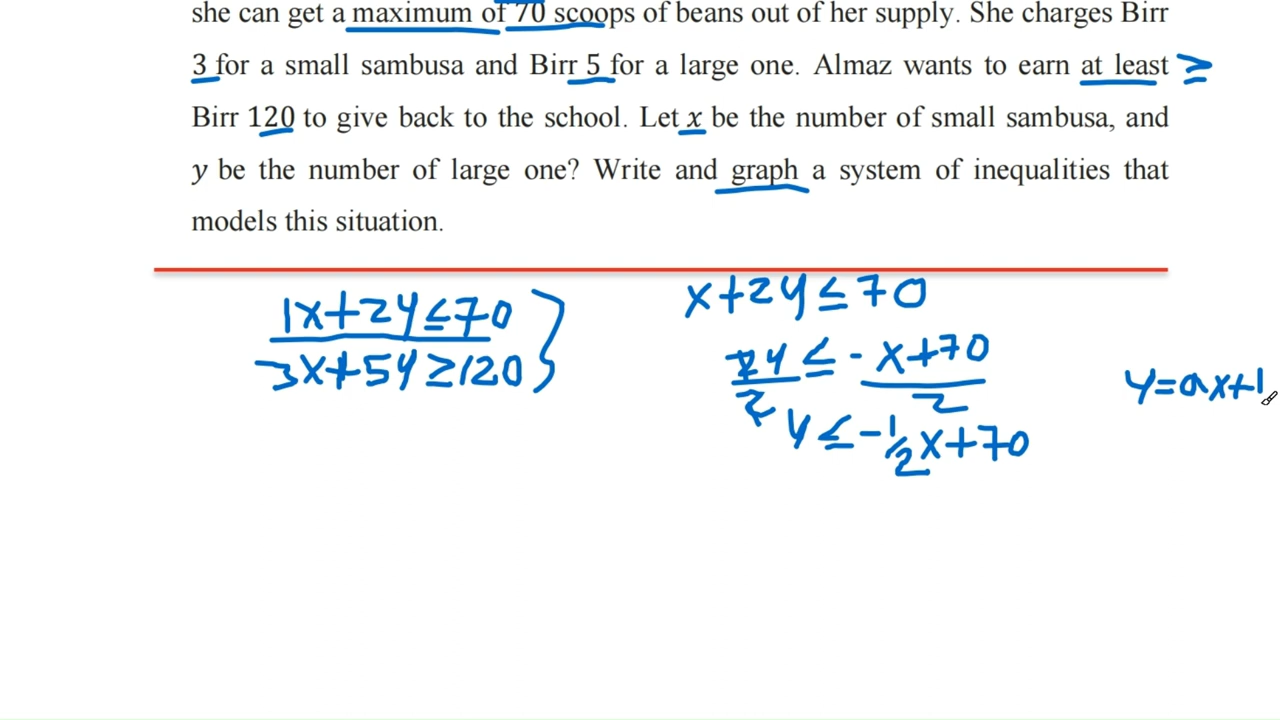 she can get a maximum of 70 scoops of beans out of her supply. She charges Birr
3 for a small sambusa and Birr 5 for a large one. Almaz wants to earn at least ≥
Birr 120 to give back to the school. Let x be the number of small sambusa, and
y be the number of large one? Write and graph a system of inequalities that
models this situation.
1x+2y≤70
3x+5y≥120
x+2y≤70
2y/2 ≤ (-x+70)/2
y≤-1/2x+70
y=ax+